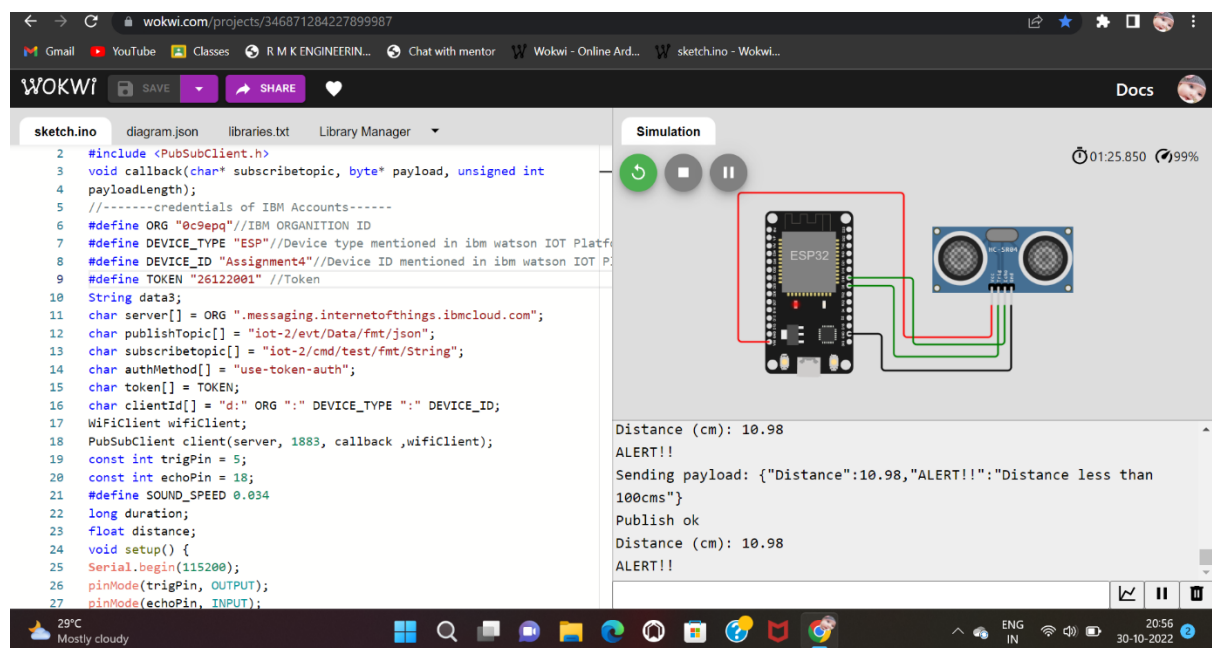 wokwi.com/projects/346871284227899987
Gmail YouTube Classes R M K ENGINEERIN... Chat with mentor Wokwi - Online Ard... sketch.ino - Wokwi...
WOKWI SAVE SHARE Docs
sketch.ino diagram.json libraries.txt Library Manager
2 #include <PubSubClient.h>
3 void callback(char* subscribetopic, byte* payload, unsigned int
4 payloadLength);
5 //-------credentials of IBM Accounts------
6 #define ORG "0c9epq"//IBM ORGANITION ID
7 #define DEVICE_TYPE "ESP"//Device type mentioned in ibm watson IOT Platf
8 #define DEVICE_ID "Assignment4"//Device ID mentioned in ibm watson IOT P
9 #define TOKEN "26122001" //Token
10 String data3;
11 char server[] = ORG ".messaging.internetofthings.ibmcloud.com";
12 char publishTopic[] = "iot-2/evt/Data/fmt/json";
13 char subscribetopic[] = "iot-2/cmd/test/fmt/String";
14 char authMethod[] = "use-token-auth";
15 char token[] = TOKEN;
16 char clientId[] = "d:" ORG ":" DEVICE_TYPE ":" DEVICE_ID;
17 WiFiClient wifiClient;
18 PubSubClient client(server, 1883, callback ,wifiClient);
19 const int trigPin = 5;
20 const int echoPin = 18;
21 #define SOUND_SPEED 0.034
22 long duration;
23 float distance;
24 void setup() {
25 Serial.begin(115200);
26 pinMode(trigPin, OUTPUT);
27 pinMode(echoPin, INPUT);
Simulation
01:25.850 99%
ESP32
HC-SR04
Distance (cm): 10.98
ALERT!!
Sending payload: {"Distance":10.98,"ALERT!!":"Distance less than
100cms"}
Publish ok
Distance (cm): 10.98
ALERT!!
29°C
Mostly cloudy
ENG
IN
20:56
30-10-2022
2